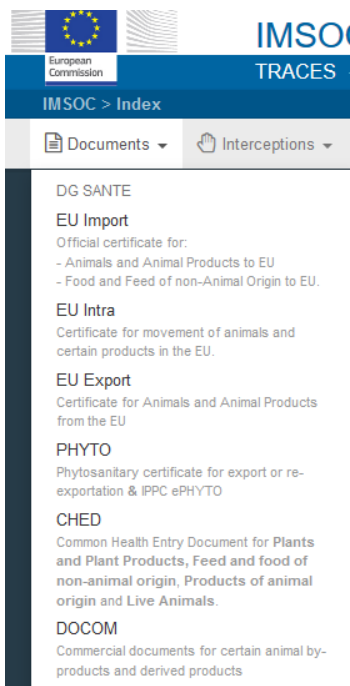 IMSOC
European
Commission
TRACES
IMSOC > Index
Documents
Interceptions
DG SANTE
EU Import
Official certificate for:
- Animals and Animal Products to EU
- Food and Feed of non-Animal Origin to EU.
EU Intra
Certificate for movement of animals and
certain products in the EU.
EU Export
Certificate for Animals and Animal Products
from the EU
PHYTO
Phytosanitary certificate for export or re-
exportation & IPPC ePHYTO
CHED
Common Health Entry Document for Plants
and Plant Products, Feed and food of
non-animal origin, Products of animal
origin and Live Animals.
DOCOM
Commercial documents for certain animal by-
products and derived products